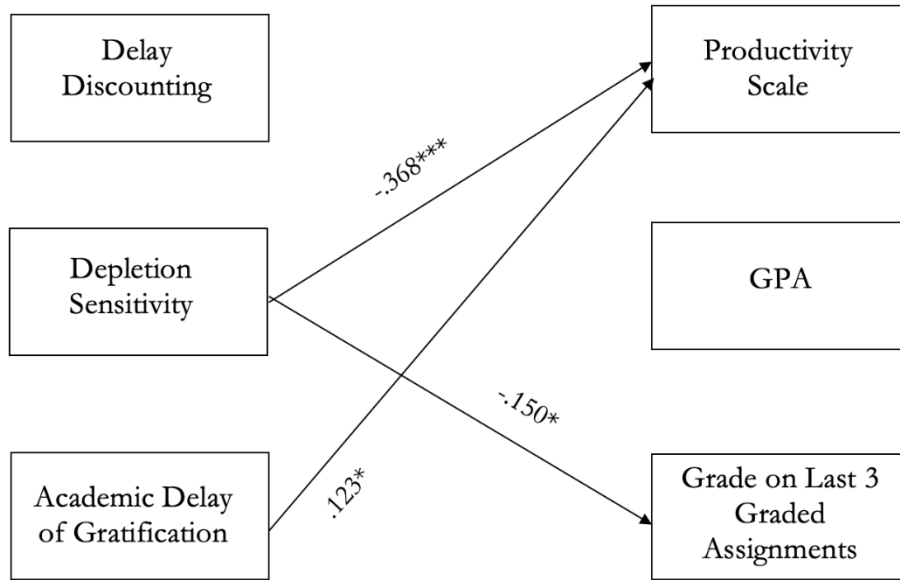 Delay
Discounting
Productivity
Scale
-.368***
Depletion
Sensitivity
GPA
-.150*
.123*
Academic Delay
of Gratification
Grade on Last 3
Graded
Assignments